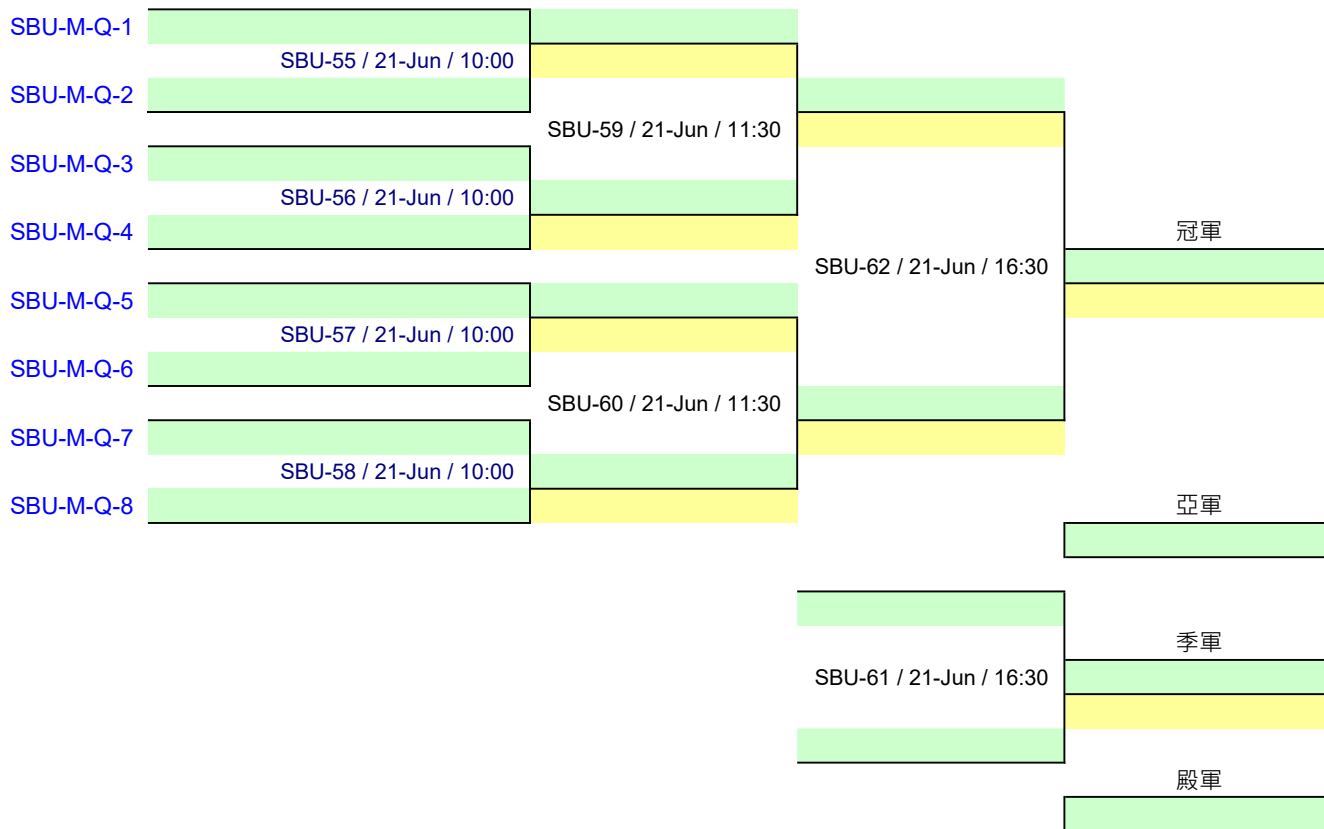 SBU-M-Q-1
SBU-55 / 21-Jun / 10:00
SBU-M-Q-2
SBU-59 / 21-Jun / 11:30
SBU-M-Q-3
SBU-56 / 21-Jun / 10:00
SBU-M-Q-4
冠軍
SBU-62 / 21-Jun / 16:30
SBU-M-Q-5
SBU-57 / 21-Jun / 10:00
SBU-M-Q-6
SBU-60 / 21-Jun / 11:30
SBU-M-Q-7
SBU-58 / 21-Jun / 10:00
SBU-M-Q-8
亞軍
季軍
SBU-61 / 21-Jun / 16:30
殿軍